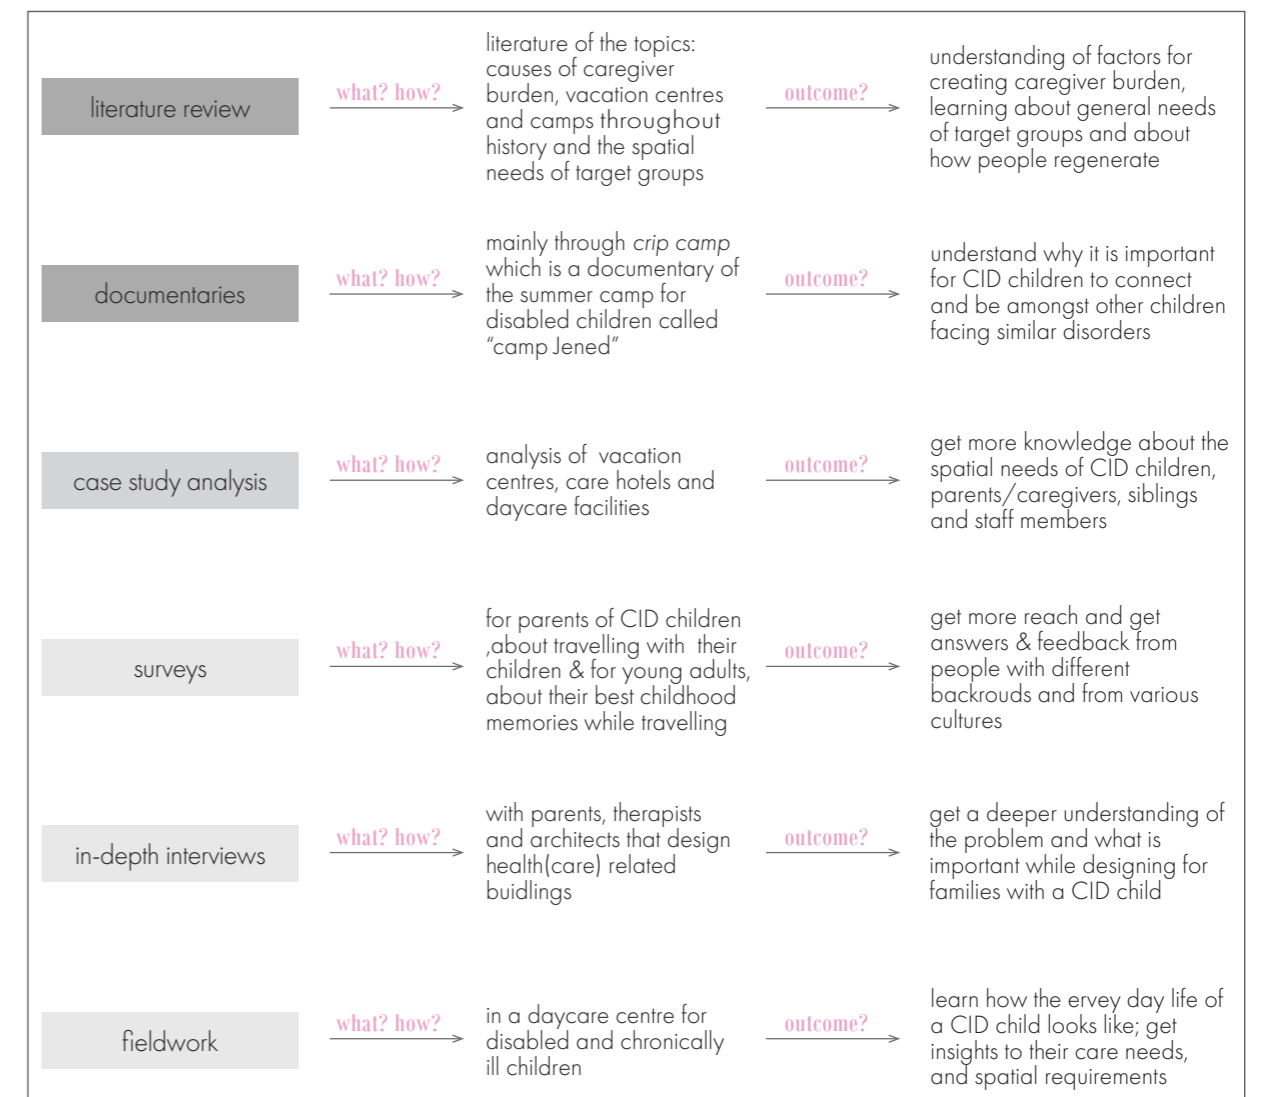 literature review
what? how?
literature of the topics:
causes of caregiver
burden, vacation centres
and camps throughout
history and the spatial
needs of target groups
outcome?
understanding of factors for
creating caregiver burden,
learning about general needs
of target groups and about
how people regenerate
documentaries
what? how?
mainly through crip camp
which is a documentary of
the summer camp for
disabled children called
“camp Jened”
outcome?
understand why it is important
for CID children to connect
and be amongst other children
facing similar disorders
case study analysis
what? how?
analysis of  vacation
centres, care hotels and
daycare facilities
outcome?
get more knowledge about the
spatial needs of CID children,
parents/caregivers, siblings
and staff members
surveys
what? how?
for parents of CID children
,about travelling with  their
children & for young adults,
about their best childhood
memories while travelling
outcome?
get more reach and get
answers & feedback from
people with different
backrouds and from various
cultures
in-depth interviews
what? how?
with parents, therapists
and architects that design
health(care) related
buidlings
outcome?
get a deeper understanding of
the problem and what is
important while designing for
families with a CID child
fieldwork
what? how?
in a daycare centre for
disabled and chronically
ill children
outcome?
learn how the ervey day life of
a CID child looks like; get
insights to their care needs,
and spatial requirements